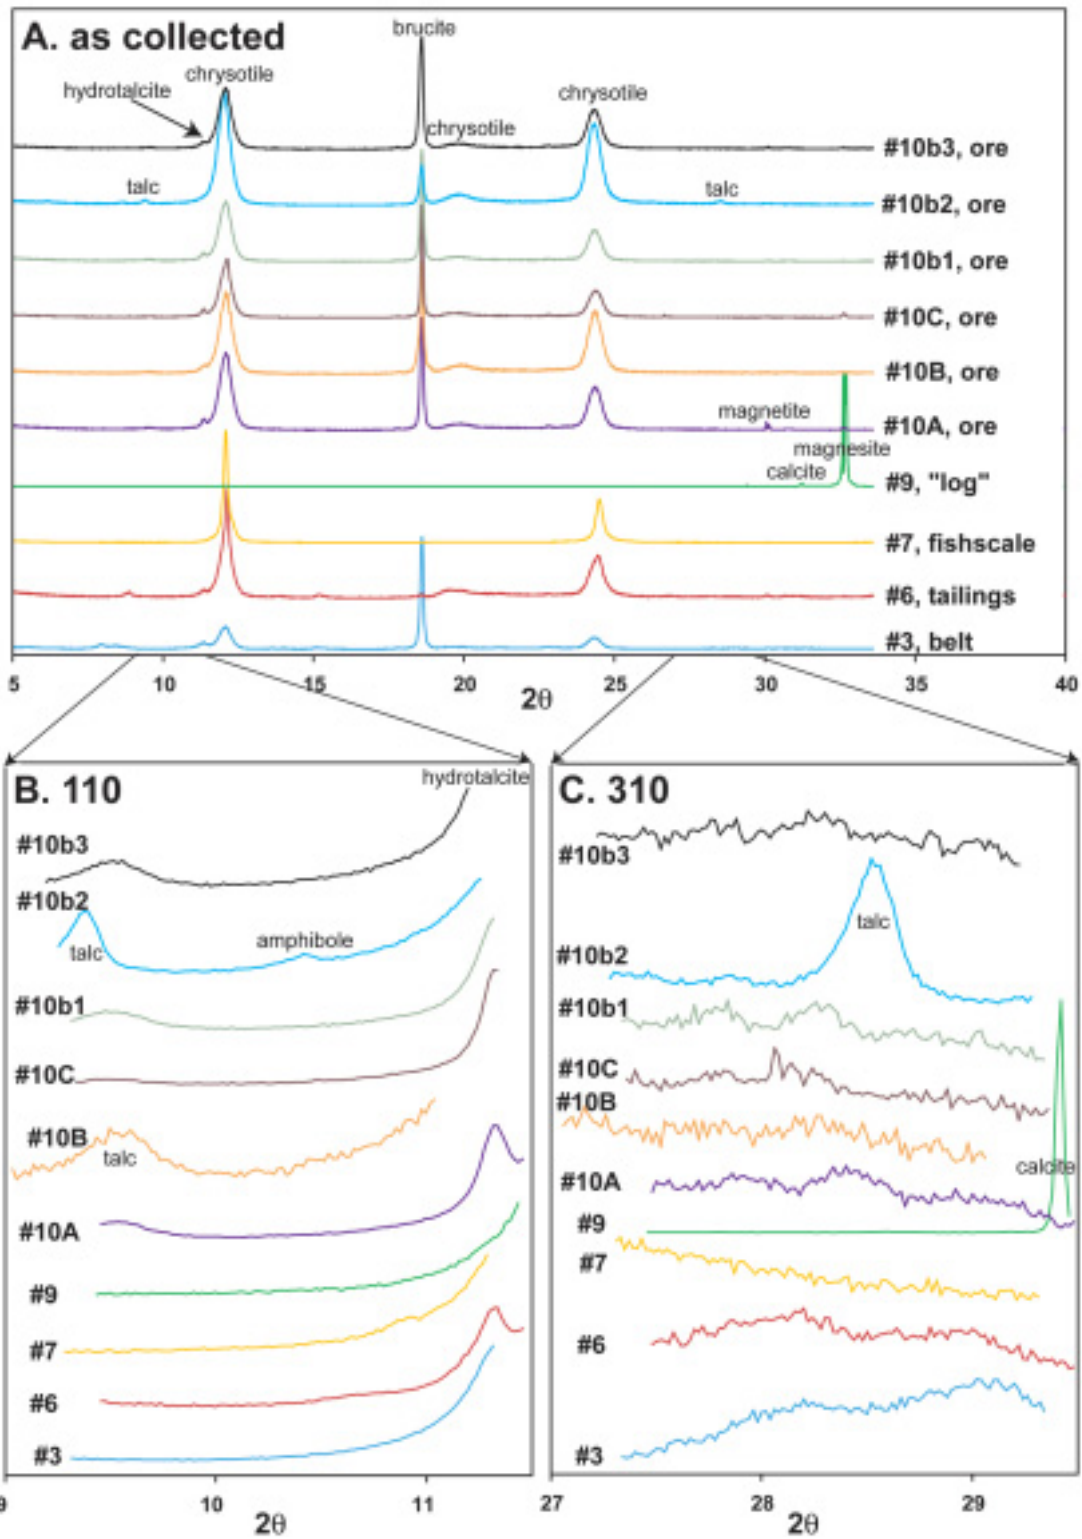 A. as collected
brucite
chrysotile
hydrotalcite
chrysotile
chrysotile
#10b3, ore
talc
talc
#10b2, ore
#10b1, ore
#10C, ore
#10B, ore
magnetite
#10A, ore
magnesite
calcite
#9, "log"
#7, fishscale
#6, tailings
#3, belt
5 10 15 20 25 30 35 40
2θ
B. 110
hydrotalcite
#10b3
#10b2
talc
amphibole
#10b1
#10C
#10B
talc
#10A
#9
#7
#6
#3
9 10 11
2θ
C. 310
#10b3
talc
#10b2
#10b1
#10C
#10B
calcite
#10A
#9
#7
#6
#3
27 28 29
2θ